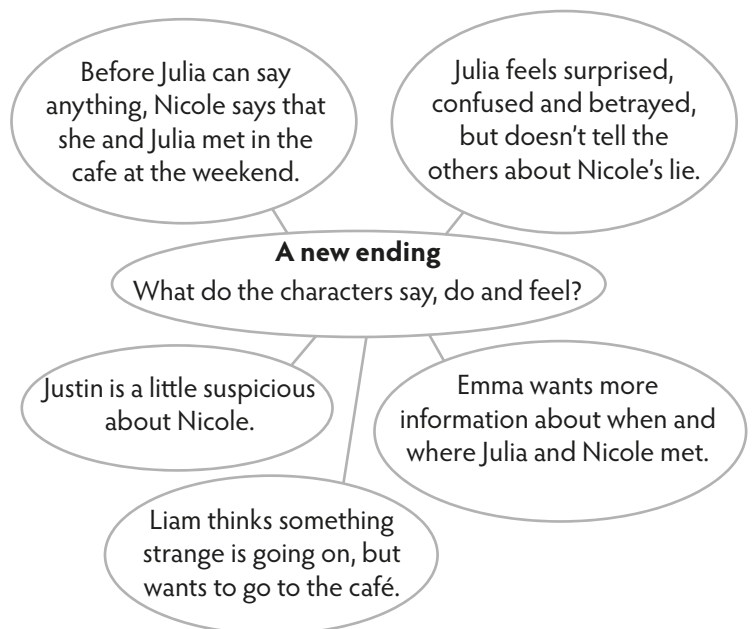 Before Julia can say
anything, Nicole says that
she and Julia met in the
cafe at the weekend.
Julia feels surprised,
confused and betrayed,
but doesn’t tell the
others about Nicole’s lie.
A new ending
What do the characters say, do and feel?
Justin is a little suspicious
about Nicole.
Emma wants more
information about when and
where Julia and Nicole met.
Liam thinks something
strange is going on, but
wants to go to the café.